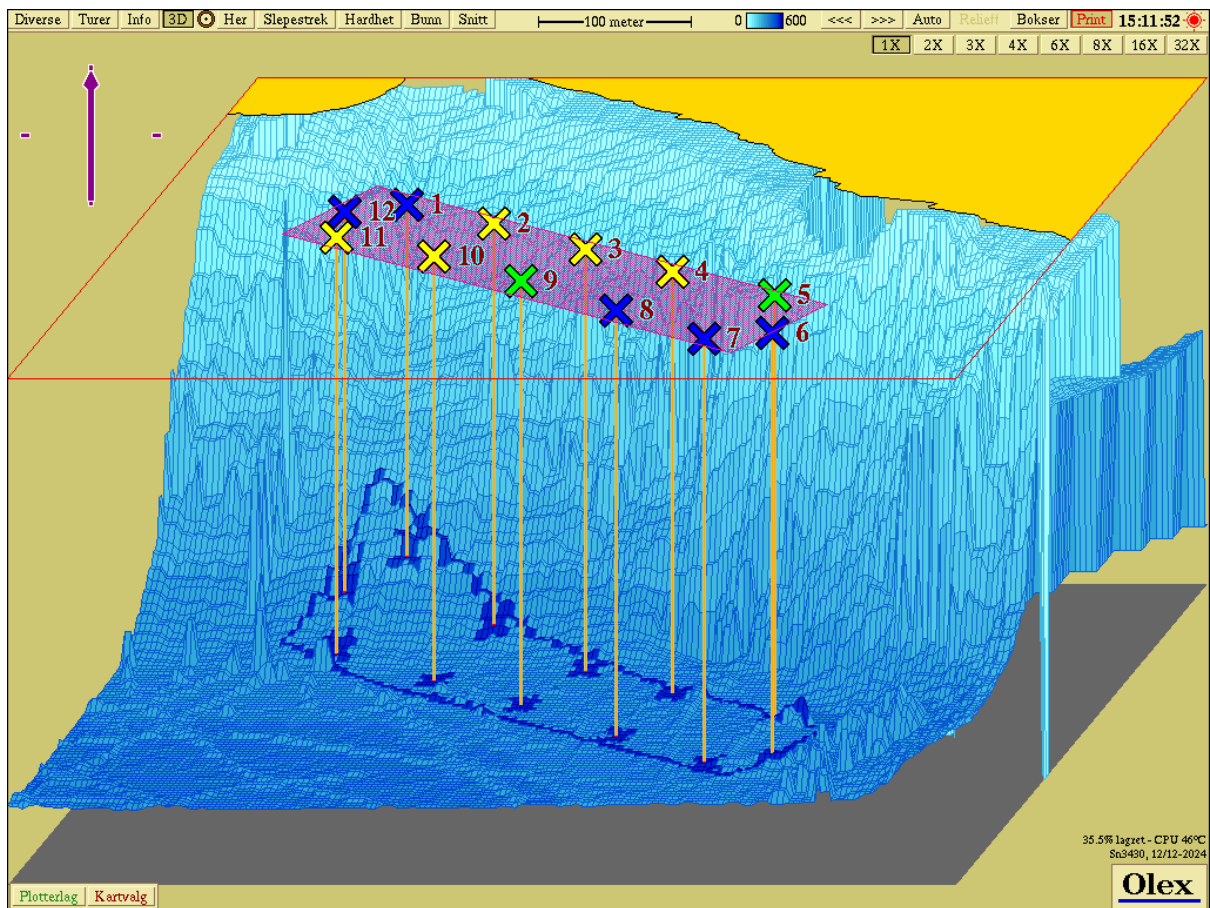 Diverse Turer Info 3D Her Slepestrek Hardhet Bunn Snitt 100 meter 0 600 <<< >>> Auto Relieff Bokser Print 15:11:52
1X 2X 3X 4X 6X 8X 16X 32X
12 1
11 2
10 3
9 4
8 5
7 6
35.5% lagret - CPU 46°C
Sn3430, 12/12-2024
Olex
Plotterlag Kartvalg